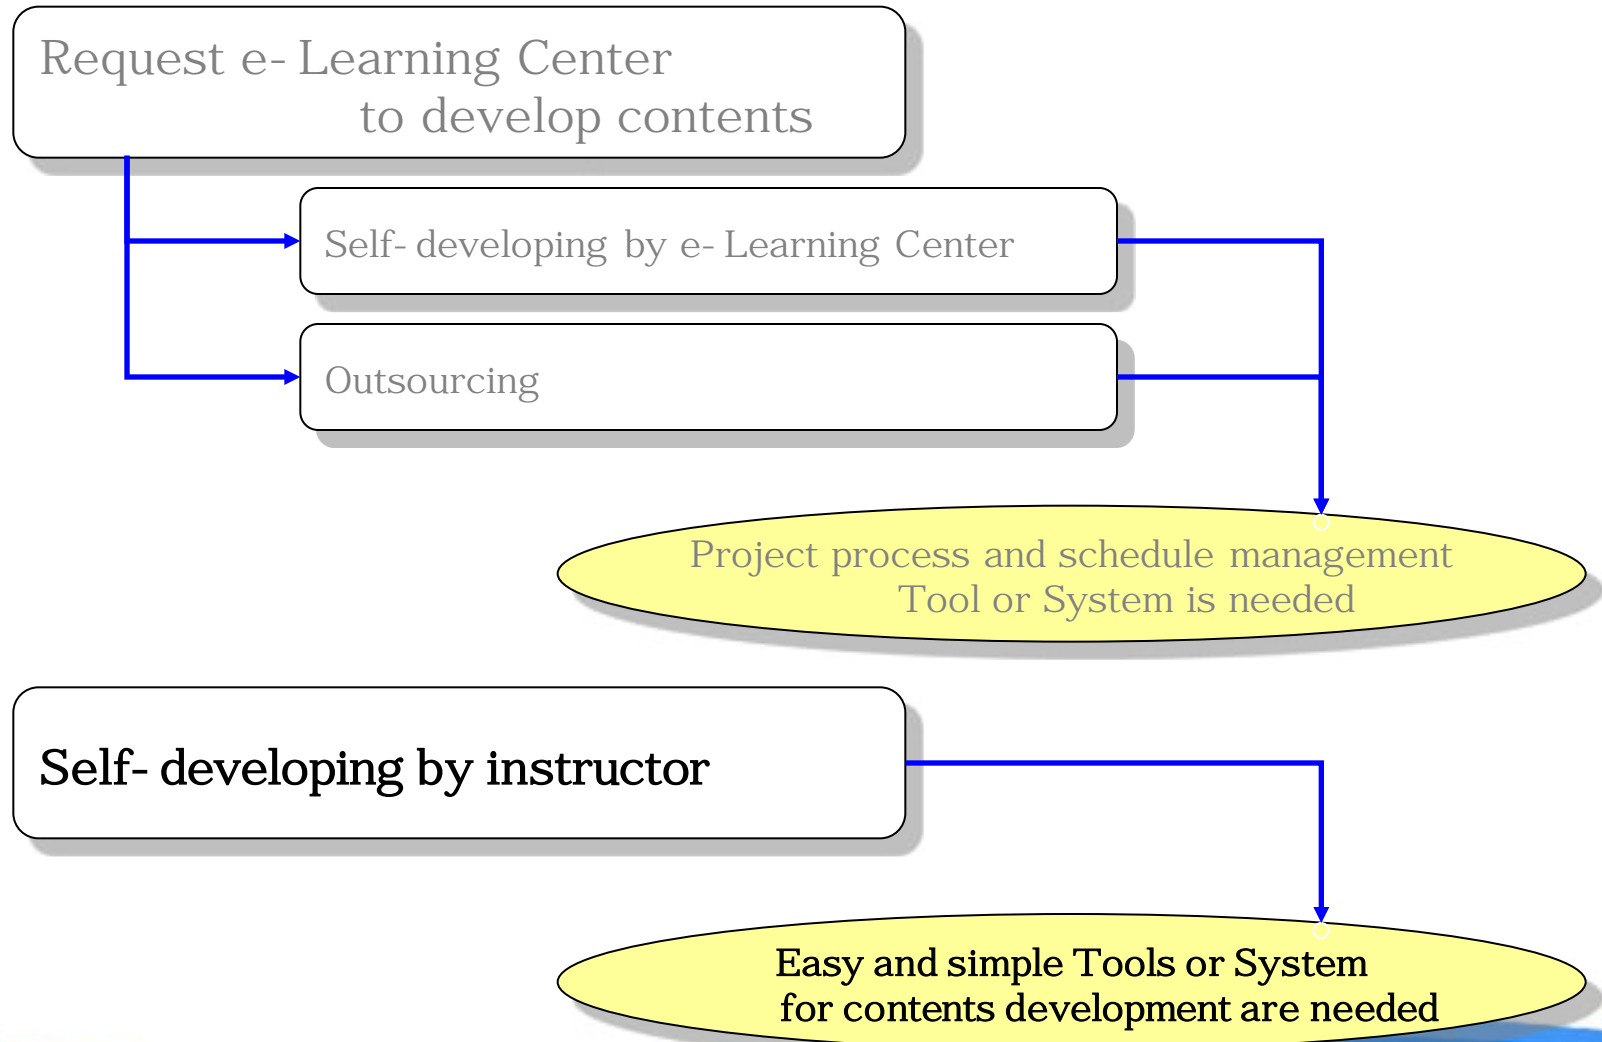 Request e-Learning Center
to develop contents
Self-developing by e-Learning Center
Outsourcing
Project process and schedule management
Tool or System is needed
Self-developing by instructor
Easy and simple Tools or System
for contents development are needed